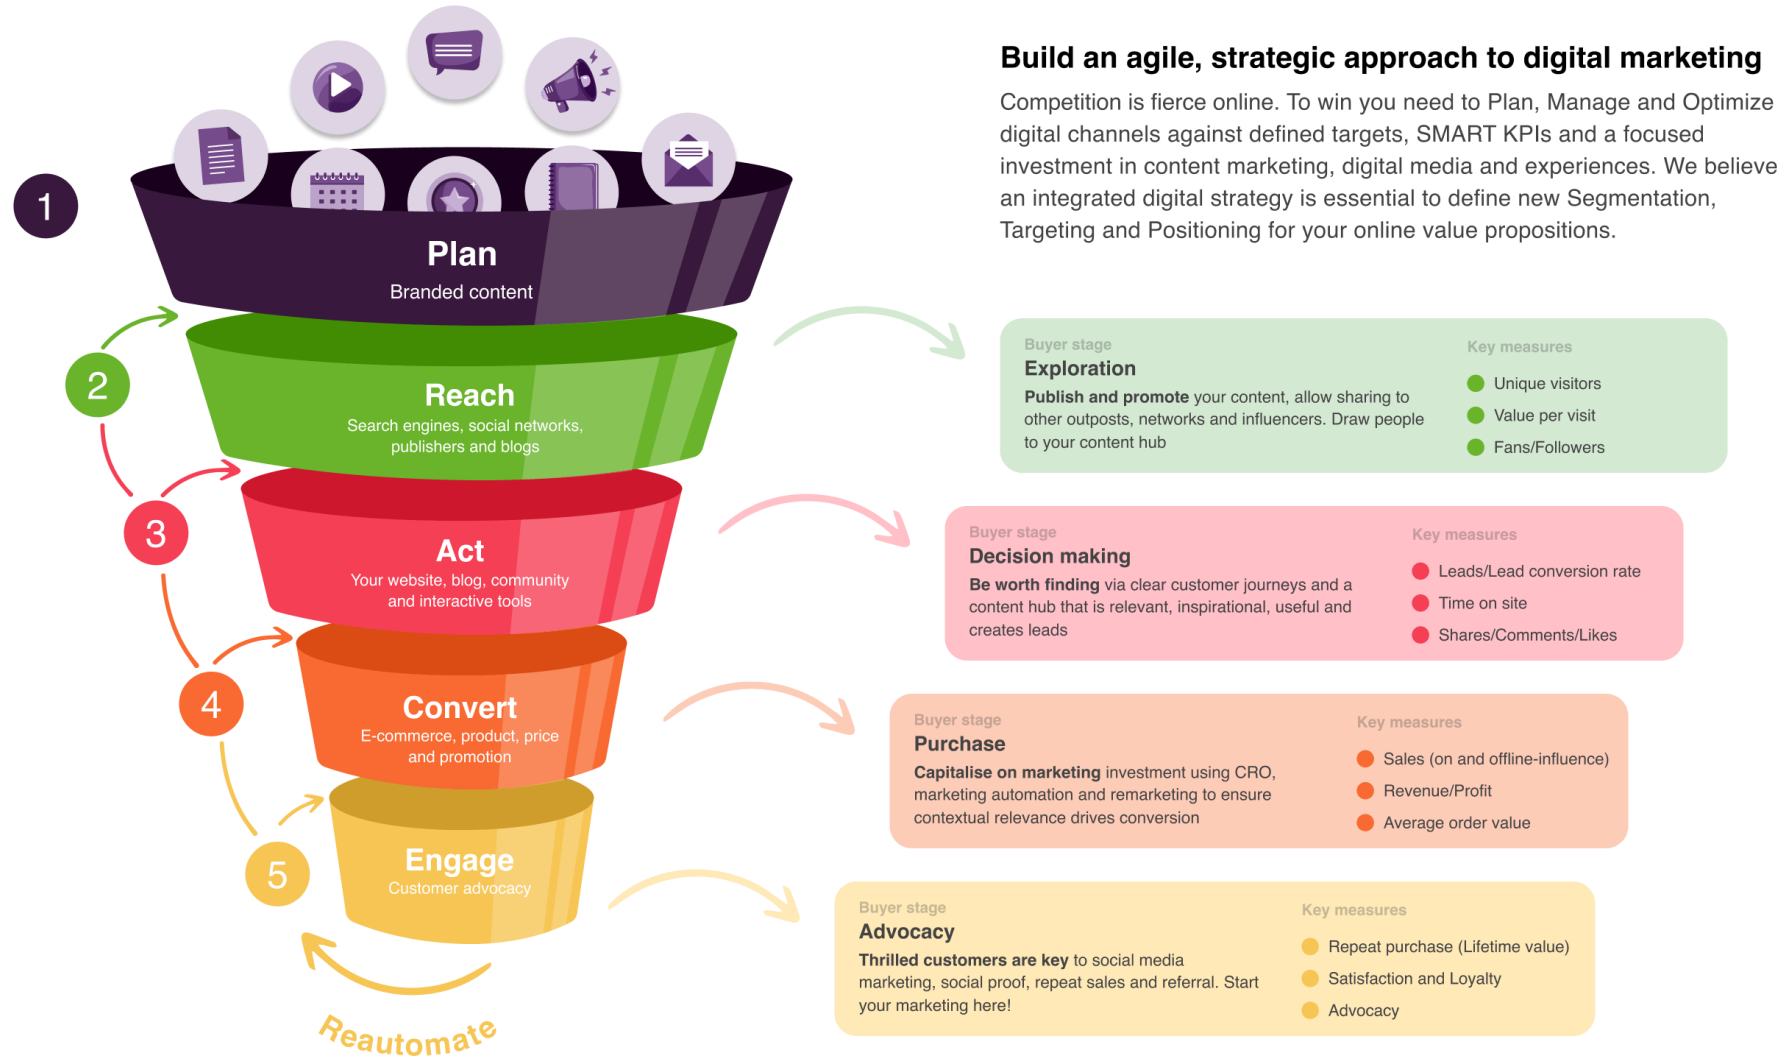 Build an agile, strategic approach to digital marketing
Competition is fierce online. To win you need to Plan, Manage and Optimize
digital channels against defined targets, SMART KPIs and a focused
investment in content marketing, digital media and experiences. We believe
an integrated digital strategy is essential to define new Segmentation,
Targeting and Positioning for your online value propositions.
1
Plan
Branded content
2
Reach
Search engines, social networks,
publishers and blogs
Buyer stage
Exploration
Publish and promote your content, allow sharing to
other outposts, networks and influencers. Draw people
to your content hub
Key measures
Unique visitors
Value per visit
Fans/Followers
3
Act
Your website, blog, community
and interactive tools
Buyer stage
Decision making
Be worth finding via clear customer journeys and a
content hub that is relevant, inspirational, useful and
creates leads
Key measures
Leads/Lead conversion rate
Time on site
Shares/Comments/Likes
4
Convert
E-commerce, product, price
and promotion
Buyer stage
Purchase
Capitalise on marketing investment using CRO,
marketing automation and remarketing to ensure
contextual relevance drives conversion
Key measures
Sales (on and offline-influence)
Revenue/Profit
Average order value
5
Engage
Customer advocacy
Buyer stage
Advocacy
Thrilled customers are key to social media
marketing, social proof, repeat sales and referral. Start
your marketing here!
Key measures
Repeat purchase (Lifetime value)
Satisfaction and Loyalty
Advocacy
Reautomate